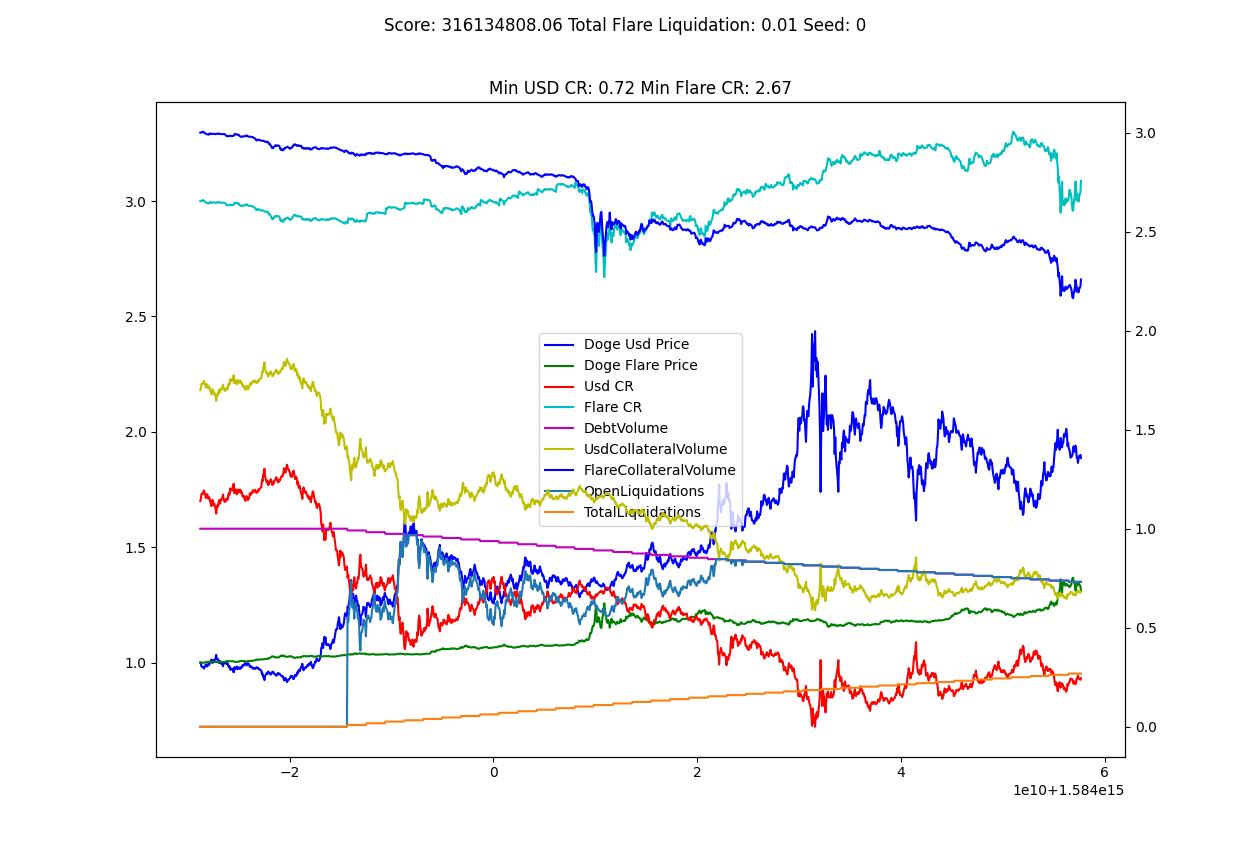 Score: 316134808.06 Total Flare Liquidation: 0.01 Seed: 0
Min USD CR: 0.72 Min Flare CR: 2.67
3.0
2.5
2.0
1.5
1.0
3.0
2.5
2.0
1.5
1.0
0.5
0.0
Doge Usd Price
Doge Flare Price
Usd CR
Flare CR
DebtVolume
UsdCollateralVolume
FlareCollateralVolume
OpenLiquidations
TotalLiquidations
−2 0 2 4 6
1e10+1.584e15